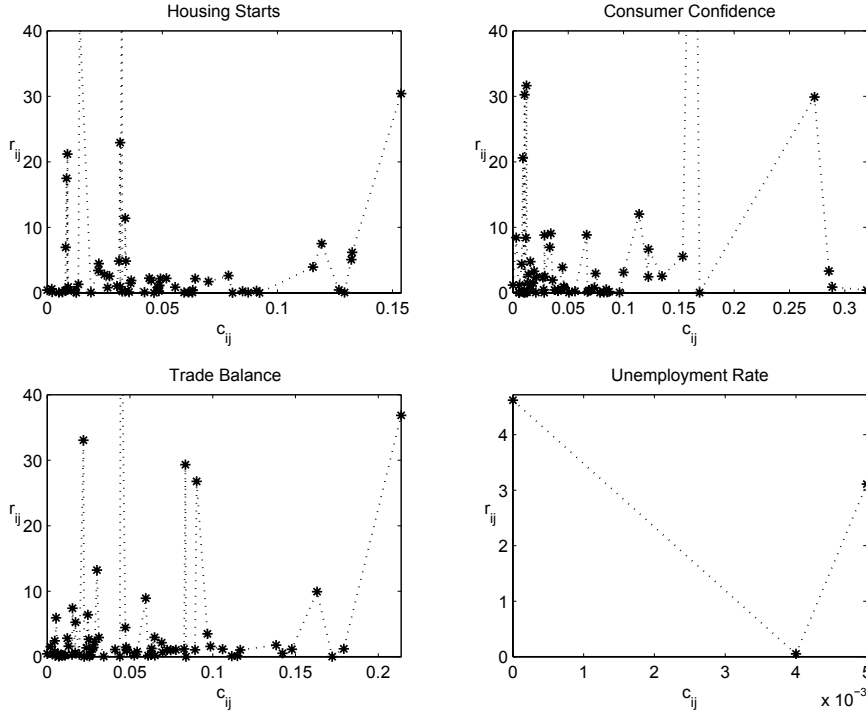 Housing Starts
40
30
20
10
0
r_ij
0 0.05 0.1 0.15
c_ij
Consumer Confidence
40
30
20
10
0
r_ij
0 0.05 0.1 0.15 0.2 0.25 0.3
c_ij
Trade Balance
40
30
20
10
0
r_ij
0 0.05 0.1 0.15 0.2
c_ij
Unemployment Rate
4
3
2
1
0
r_ij
0 1 2 3 4 5
c_ij
x 10⁻³